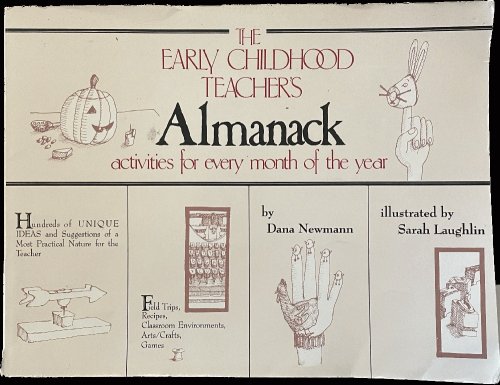 THE
EARLY CHILDHOOD
TEACHER'S
Almanack
activities for every month of the year
Hundreds of UNIQUE
IDEAS and Suggestions of a
Most Practical Nature for the
Teacher
Field Trips,
Recipes,
Classroom Environments,
Arts/Crafts,
Games
by
Dana Newmann
illustrated by
Sarah Laughlin